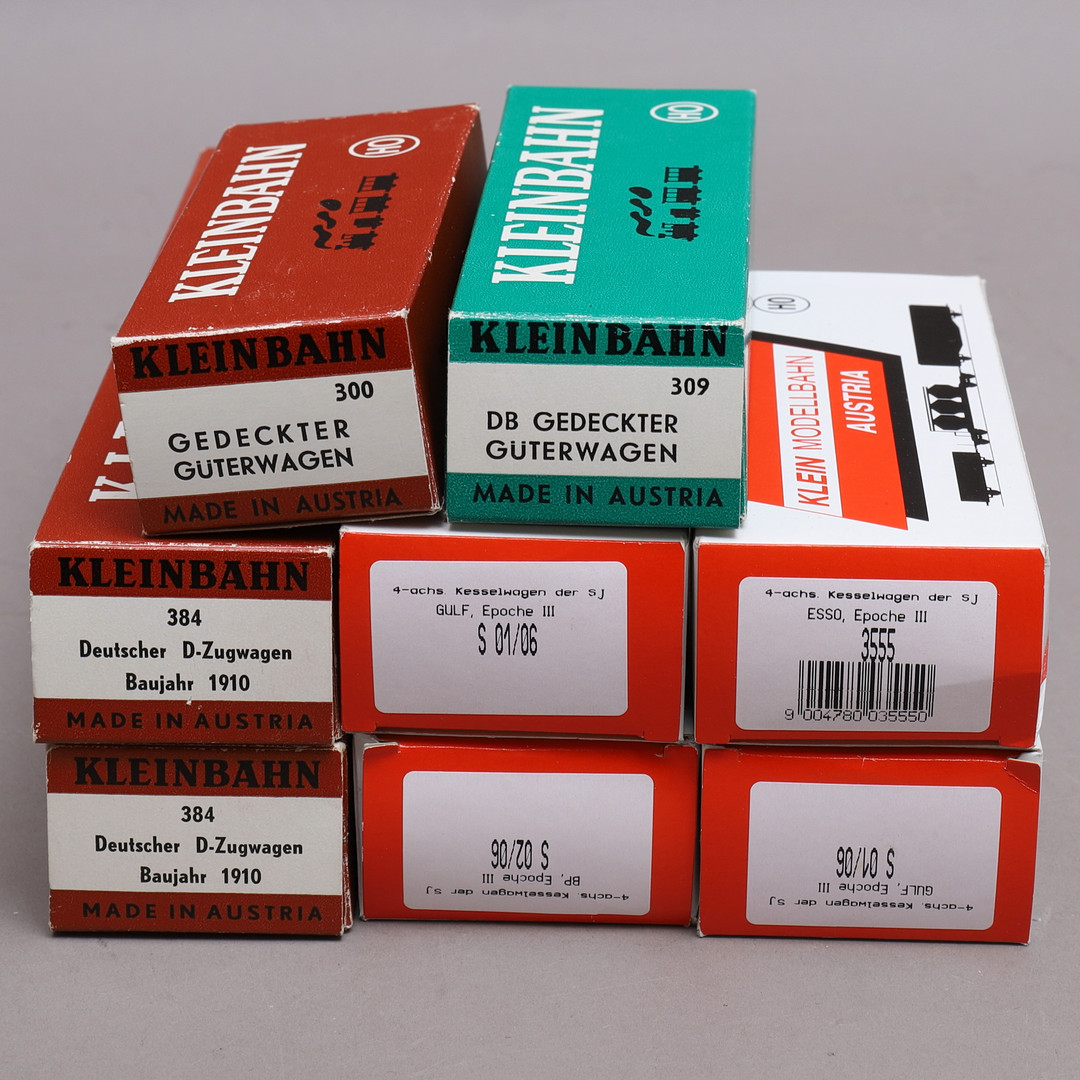 KLEINBAHN
HO
KLEINBAHN
300
GEDECKTER
GÜTERWAGEN
MADE IN AUSTRIA
KLEINBAHN
HO
KLEINBAHN
309
DB GEDECKTER
GÜTERWAGEN
MADE IN AUSTRIA
HO
KLEIN MODELLBAHN
AUSTRIA
KLEINBAHN
384
Deutscher D-Zugwagen
Baujahr 1910
MADE IN AUSTRIA
4-achs. Kesselwagen der SJ
GULF, Epoche III
S 01/06
4-achs. Kesselwagen der SJ
ESSO, Epoche III
3555
9 004780 035550
KLEINBAHN
384
Deutscher D-Zugwagen
Baujahr 1910
MADE IN AUSTRIA
4-achs. Kesselwagen der SJ
BP, Epoche III
S 02/06
4-achs. Kesselwagen der SJ
GULF, Epoche III
S 01/06